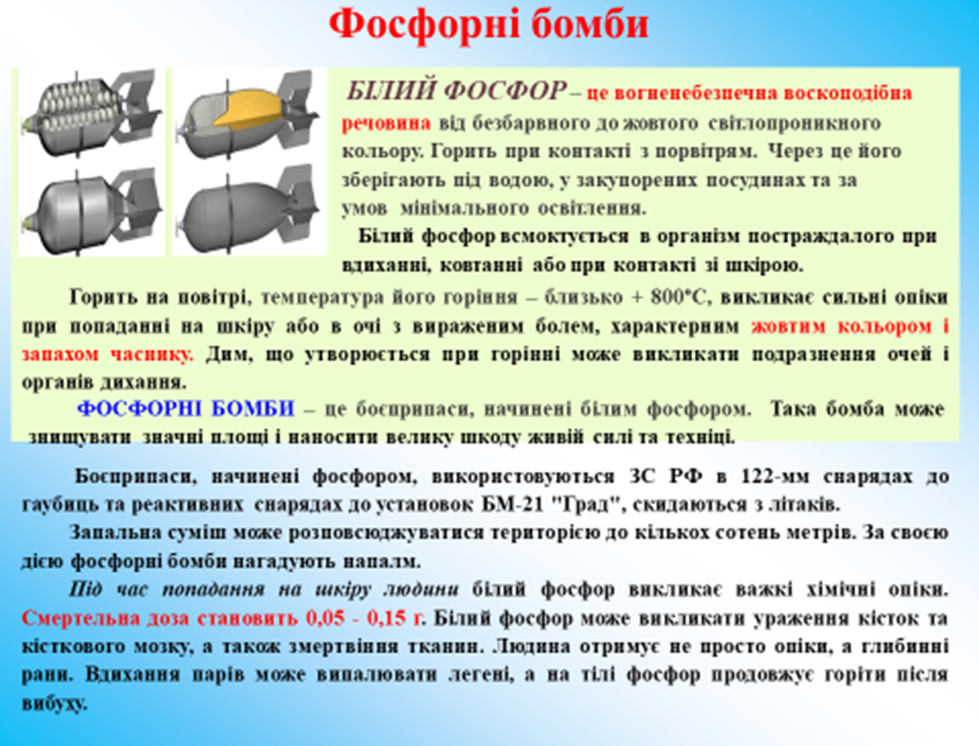 Фосфорні бомби
БІЛИЙ ФОСФОР – це вогненебезпечна воскоподібна
речовина від безбарвного до жовтого світлопроникного
кольору. Горить при контакті з порвітрям. Через це його
зберігають під водою, у закупорених посудинах та за
умов мінімального освітлення.
Білий фосфор всмоктується в організм постраждалого при
вдиханні, ковтанні або при контакті зі шкірою.
Горить на повітрі, температура його горіння – близько + 800°С, викликає сильні опіки
при попаданні на шкіру або в очі з вираженим болем, характерним жовтим кольором і
запахом часнику. Дим, що утворюється при горінні може викликати подразнення очей і
органів дихання.
ФОСФОРНІ БОМБИ – це боєприпаси, начинені білим фосфором. Така бомба може
знищувати значні площі і наносити велику шкоду живій силі та техніці.
Боєприпаси, начинені фосфором, використовуються ЗС РФ в 122-мм снарядах до
гаубиць та реактивних снарядах до установок БМ-21 "Град", скидаються з літаків.
Запальна суміш може розповсюджуватися територією до кількох сотень метрів. За своєю
дією фосфорні бомби нагадують напалм.
Під час попадання на шкіру людини білий фосфор викликає важкі хімічні опіки.
Смертельна доза становить 0,05 - 0,15 г. Білий фосфор може викликати ураження кісток та
кісткового мозку, а також змертвіння тканин. Людина отримує не просто опіки, а глибинні
рани. Вдихання парів може випалювати легені, а на тілі фосфор продовжує горіти після
вибуху.